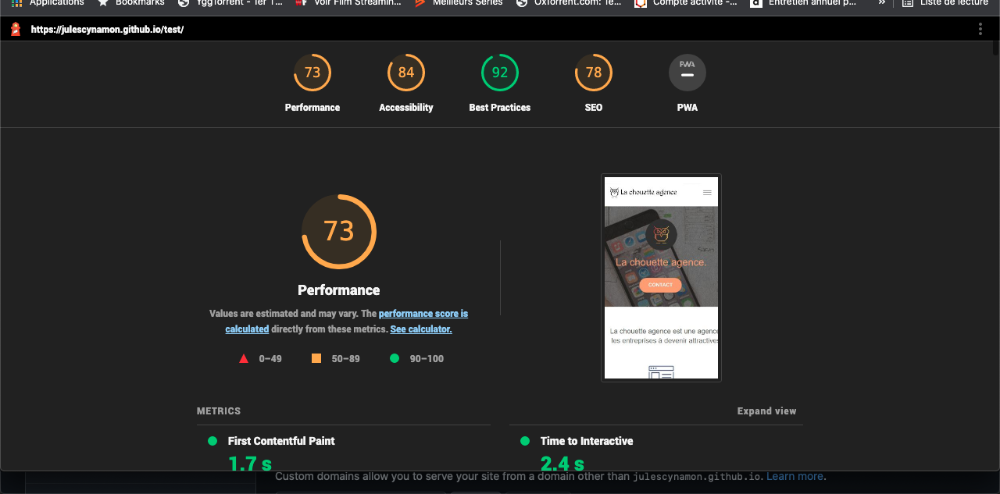 Applications Bookmarks YggTorrent - 1er T... Voir Film Streamin... Meilleurs Séries OxTorrent.com: Te... Compte activité -... Entretien annuel p... » Liste de lecture
https://julescynamon.github.io/test/
73 84 92 78 PWA
Performance Accessibility Best Practices SEO PWA
La chouette agence
73
La chouette agence.
CONTACT
Performance
Values are estimated and may vary. The performance score is
calculated directly from these metrics. See calculator.
La chouette agence est une agence
les entreprises à devenir attractives
0–49 50–89 90–100
METRICS Expand view
First Contentful Paint Time to Interactive
1.7 s 2.4 s
Custom domains allow you to serve your site from a domain other than julescynamon.github.io. Learn more.